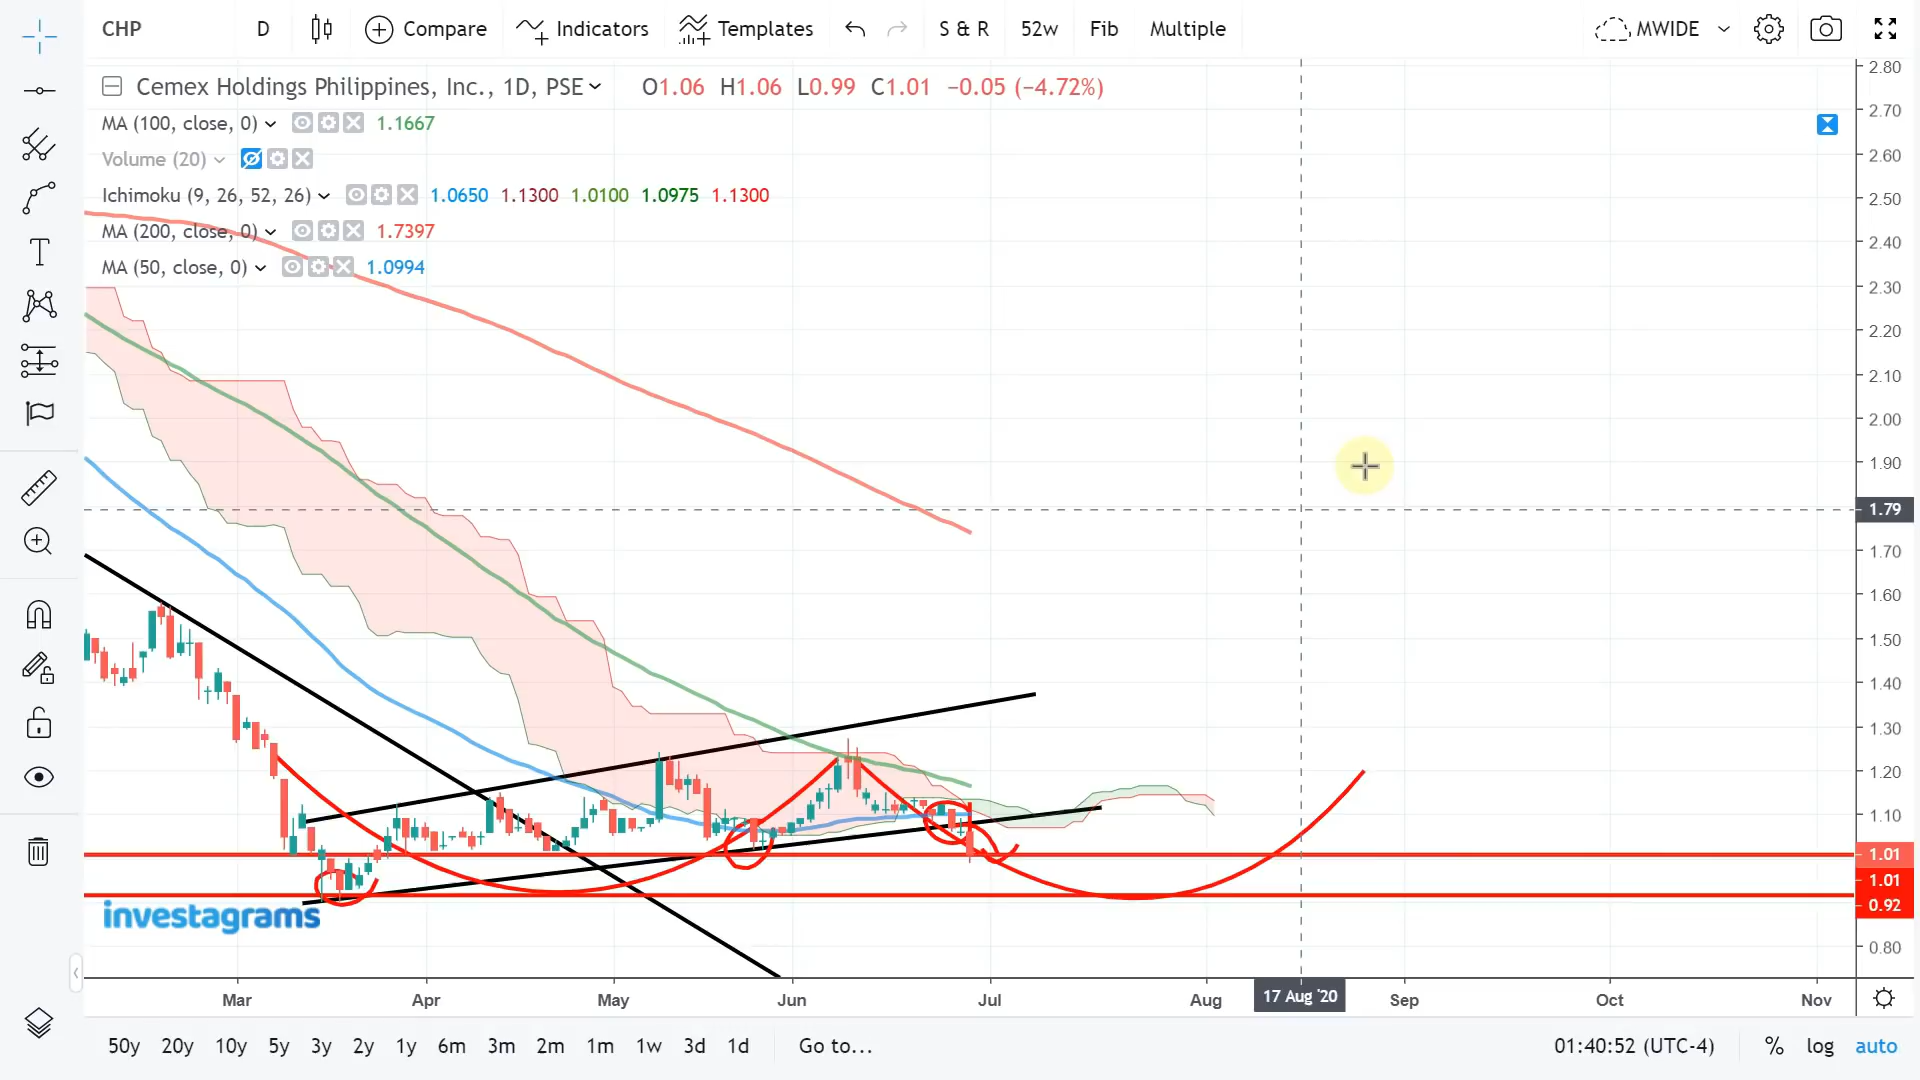 CHP D Compare Indicators Templates S & R 52w Fib Multiple MWIDE
Cemex Holdings Philippines, Inc., 1D, PSE O1.06 H1.06 L0.99 C1.01 −0.05 (−4.72%)
MA (100, close, 0) 1.1667
Volume (20)
Ichimoku (9, 26, 52, 26) 1.0650 1.1300 1.0100 1.0975 1.1300
MA (200, close, 0) 1.7397
MA (50, close, 0) 1.0994
2.80
2.70
2.60
2.50
2.40
2.30
2.20
2.10
2.00
1.90
1.79
1.70
1.60
1.50
1.40
1.30
1.20
1.10
1.01
1.01
0.92
0.80
investagrams
Mar Apr May Jun Jul Aug 17 Aug '20 Sep Oct Nov
50y 20y 10y 5y 3y 2y 1y 6m 3m 2m 1m 1w 3d 1d Go to... 01:40:52 (UTC-4) % log auto